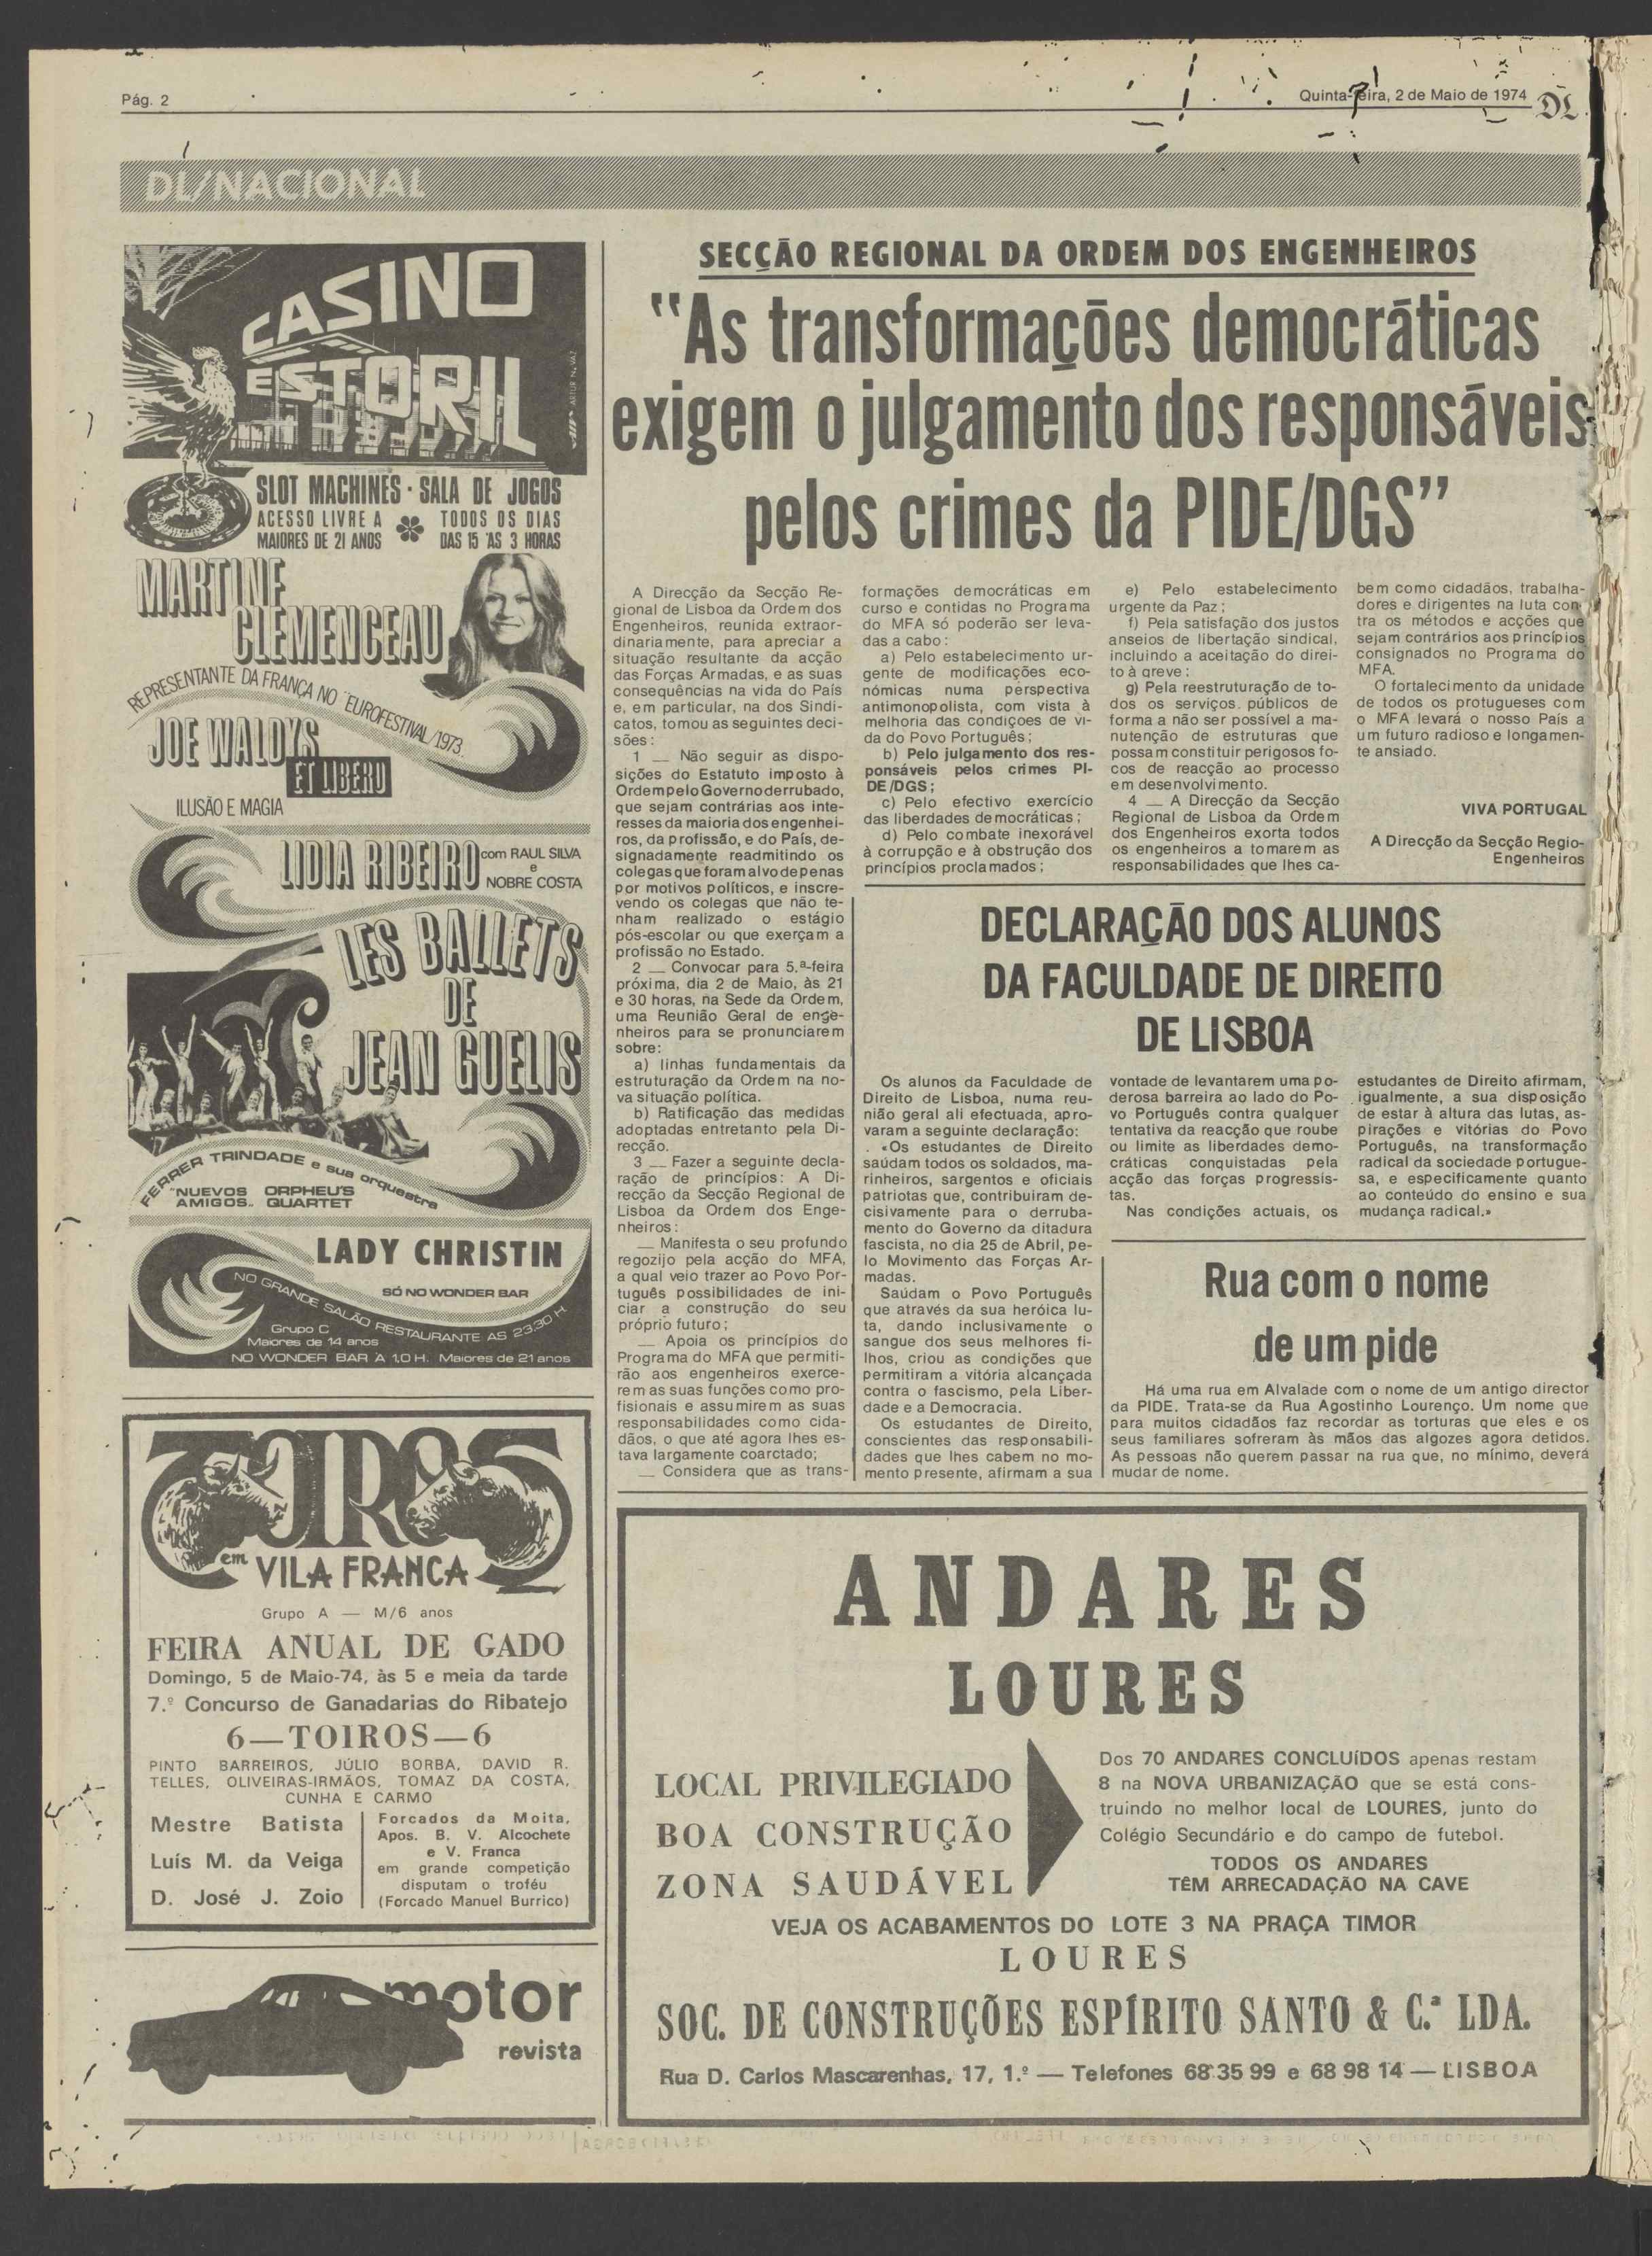 Pág. 2
Quinta-feira, 2 de Maio de 1974
DL
DL/NACIONAL
CASINO
ESTORIL
SLOT MACHINES · SALA DE JOGOS
ACESSO LIVRE A
MAIORES DE 21 ANOS
TODOS OS DIAS
DAS 15 'AS 3 HORAS
MARTINE
CLEMENCEAU
REPRESENTANTE DA FRANÇA NO "EUROFESTIVAL/1973
JOE WALDYS
ET LIBERU
ILUSÃO E MAGIA
LIDIA RIBEIRO
com RAUL SILVA
e
NOBRE COSTA
LES BALLETS
DE
JEAN GUELIS
FERRER TRINDADE e sua orquestra
"NUEVOS
AMIGOS"
ORPHEU'S
QUARTET
LADY CHRISTIN
SÓ NO WONDER BAR
NO GRANDE SALÃO RESTAURANTE AS 23,30 H.
Grupo C
Maiores de 14 anos
NO WONDER BAR À 1,0 H. Maiores de 21 anos
TOIROS
em
VILA FRANCA
Grupo A — M/6 anos
FEIRA ANUAL DE GADO
Domingo, 5 de Maio-74, às 5 e meia da tarde
7.º Concurso de Ganadarias do Ribatejo
6—TOIROS—6
PINTO BARREIROS, JÚLIO BORBA, DAVID R.
TELLES, OLIVEIRAS-IRMÃOS, TOMAZ DA COSTA,
CUNHA E CARMO
Mestre Batista
Luís M. da Veiga
D. José J. Zoio
Forcados da Moita,
Apos. B. V. Alcochete
e V. Franca
em grande competição
disputam o troféu
(Forcado Manuel Burrico)
motor
revista
SECÇÃO REGIONAL DA ORDEM DOS ENGENHEIROS
"As transformações democráticas
exigem o julgamento dos responsáveis
pelos crimes da PIDE/DGS"
A Direcção da Secção Re-
gional de Lisboa da Ordem dos
Engenheiros, reunida extraor-
dinariamente, para apreciar a
situação resultante da acção
das Forças Armadas, e as suas
consequências na vida do País
e, em particular, na dos Sindi-
catos, tomou as seguintes deci-
sões:
1 — Não seguir as dispo-
sições do Estatuto imposto à
Ordem pelo Governo derrubado,
que sejam contrárias aos inte-
resses da maioria dos engenhei-
ros, da profissão, e do País, de-
signadamente readmitindo os
colegas que foram alvo de penas
por motivos políticos, e inscre-
vendo os colegas que não te-
nham realizado o estágio
pós-escolar ou que exerçam a
profissão no Estado.
2 — Convocar para 5.ª-feira
próxima, dia 2 de Maio, às 21
e 30 horas, na Sede da Ordem,
uma Reunião Geral de enge-
nheiros para se pronunciarem
sobre:
a) linhas fundamentais da
estruturação da Ordem na no-
va situação política.
b) Ratificação das medidas
adoptadas entretanto pela Di-
recção.
3 — Fazer a seguinte decla-
ração de princípios: A Di-
recção da Secção Regional de
Lisboa da Ordem dos Enge-
nheiros:
— Manifesta o seu profundo
regozijo pela acção do MFA,
a qual veio trazer ao Povo Por-
tuguês possibilidades de ini-
ciar a construção do seu
próprio futuro;
— Apoia os princípios do
Programa do MFA que permiti-
rão aos engenheiros exerce-
rem as suas funções como pro-
fisionais e assumirem as suas
responsabilidades como cida-
dãos, o que até agora lhes es-
tava largamente coarctado;
— Considera que as trans-
formações democráticas em
curso e contidas no Programa
do MFA só poderão ser leva-
das a cabo:
a) Pelo estabelecimento ur-
gente de modificações eco-
nómicas numa perspectiva
antimonopolista, com vista à
melhoria das condiçoes de vi-
da do Povo Português;
b) Pelo julgamento dos res-
ponsáveis pelos crimes PI-
DE/DGS;
c) Pelo efectivo exercício
das liberdades democráticas;
d) Pelo combate inexorável
à corrupção e à obstrução dos
princípios proclamados;
e) Pelo estabelecimento
urgente da Paz;
f) Pela satisfação dos justos
anseios de libertação sindical,
incluindo a aceitação do direi-
to à greve;
g) Pela reestruturação de to-
dos os serviços públicos de
forma a não ser possível a ma-
nutenção de estruturas que
possam constituir perigosos fo-
cos de reacção ao processo
em desenvolvimento.
4 — A Direcção da Secção
Regional de Lisboa da Ordem
dos Engenheiros exorta todos
os engenheiros a tomarem as
responsabilidades que lhes ca-
bem como cidadãos, trabalha-
dores e dirigentes na luta con-
tra os métodos e acções que
sejam contrários aos princípios
consignados no Programa do
MFA.
O fortalecimento da unidade
de todos os protugueses com
o MFA levará o nosso País a
um futuro radioso e longamen-
te ansiado.
VIVA PORTUGAL
A Direcção da Secção Regio-
Engenheiros
DECLARAÇÃO DOS ALUNOS
DA FACULDADE DE DIREITO
DE LISBOA
Os alunos da Faculdade de
Direito de Lisboa, numa reu-
nião geral ali efectuada, apro-
varam a seguinte declaração:
«Os estudantes de Direito
saúdam todos os soldados, ma-
rinheiros, sargentos e oficiais
patriotas que, contribuiram de-
cisivamente para o derruba-
mento do Governo da ditadura
fascista, no dia 25 de Abril, pe-
lo Movimento das Forças Ar-
madas.
Saúdam o Povo Português
que através da sua heróica lu-
ta, dando inclusivamente o
sangue dos seus melhores fi-
lhos, criou as condições que
permitiram a vitória alcançada
contra o fascismo, pela Liber-
dade e a Democracia.
Os estudantes de Direito,
conscientes das responsabili-
dades que lhes cabem no mo-
mento presente, afirmam a sua
vontade de levantarem uma po-
derosa barreira ao lado do Po-
vo Português contra qualquer
tentativa da reacção que roube
ou limite as liberdades demo-
cráticas conquistadas pela
acção das forças progressis-
tas.
Nas condições actuais, os
estudantes de Direito afirmam,
igualmente, a sua disposição
de estar à altura das lutas, as-
pirações e vitórias do Povo
Português, na transformação
radical da sociedade portugue-
sa, e especificamente quanto
ao conteúdo do ensino e sua
mudança radical.»
Rua com o nome
de um pide
Há uma rua em Alvalade com o nome de um antigo director
da PIDE. Trata-se da Rua Agostinho Lourenço. Um nome que
para muitos cidadãos faz recordar as torturas que eles e os
seus familiares sofreram às mãos das algozes agora detidos.
As pessoas não querem passar na rua que, no mínimo, deverá
mudar de nome.
ANDARES
LOURES
LOCAL PRIVILEGIADO
BOA CONSTRUÇÃO
ZONA SAUDÁVEL
Dos 70 ANDARES CONCLUÍDOS apenas restam
8 na NOVA URBANIZAÇÃO que se está cons-
truindo no melhor local de LOURES, junto do
Colégio Secundário e do campo de futebol.
TODOS OS ANDARES
TÊM ARRECADAÇÃO NA CAVE
VEJA OS ACABAMENTOS DO LOTE 3 NA PRAÇA TIMOR
LOURES
SOC. DE CONSTRUÇÕES ESPÍRITO SANTO & C.ª LDA.
Rua D. Carlos Mascarenhas, 17, 1.º — Telefones 68 35 99 e 68 98 14 — LISBOA